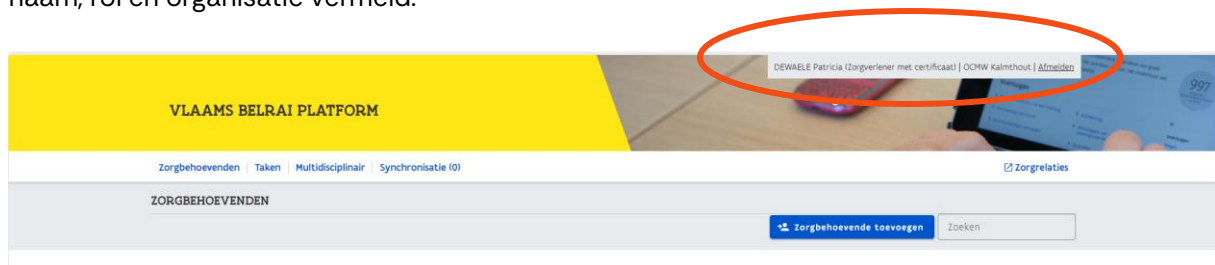 naam, rol en organisatie vermeld.
DEWAELE Patricia (Zorgverlener met certificaat) | OCMW Kalmthout | Afmelden
997
VLAAMS BELRAI PLATFORM
Zorgbehoevenden | Taken | Multidisciplinair | Synchronisatie (0)
Zorgrelaties
ZORGBEHOEVENDEN
Zorgbehoevende toevoegen
Zoeken